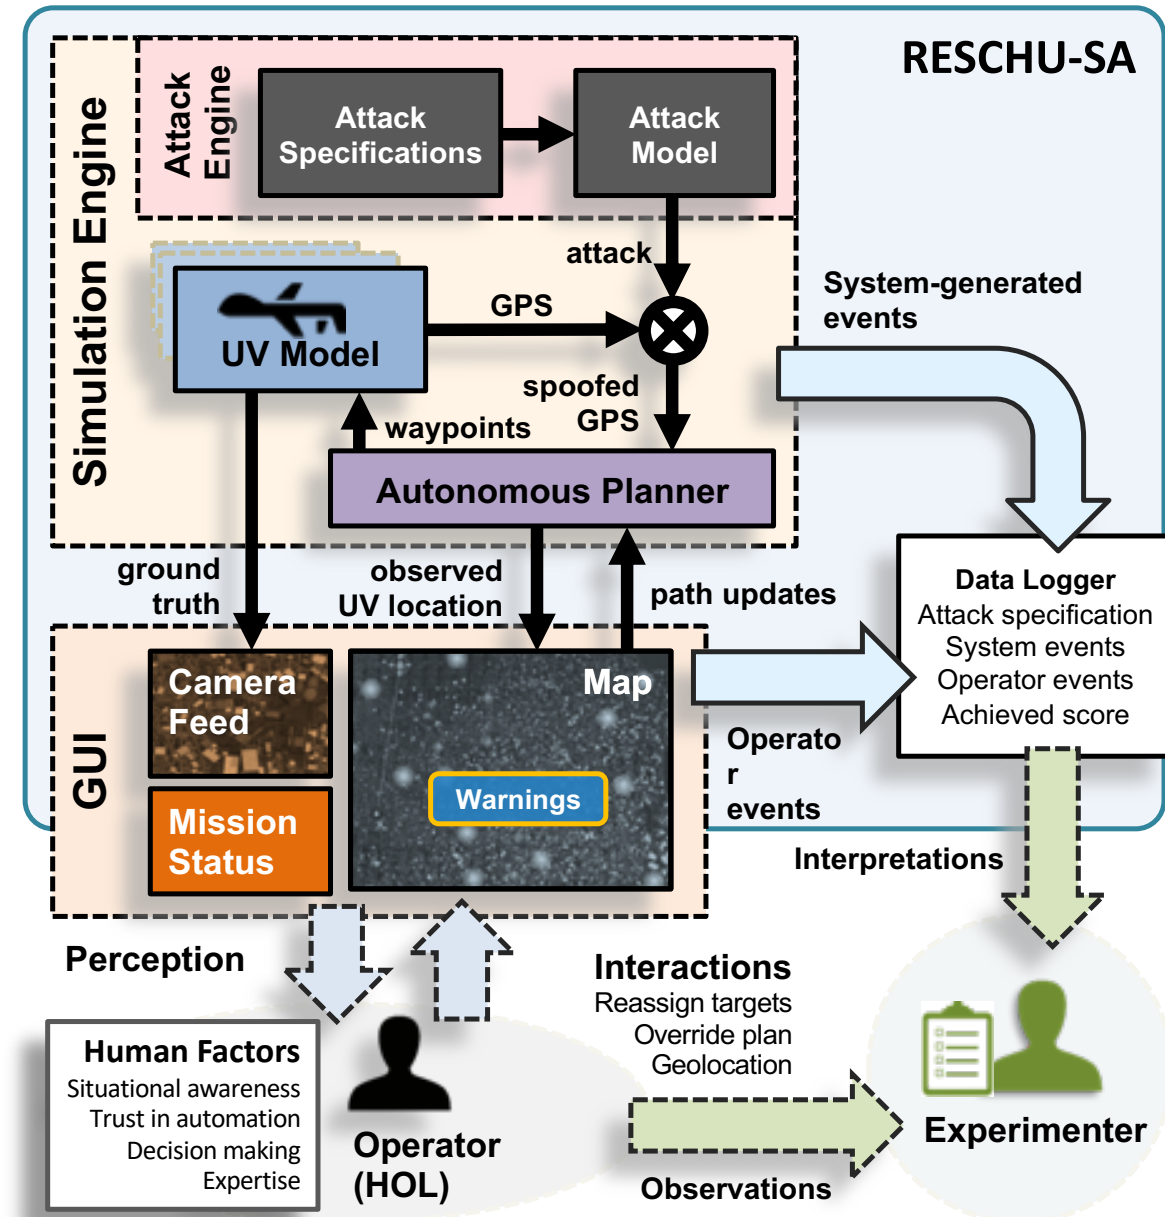 RESCHU-SA
Simulation Engine
Attack
Engine
Attack
Specifications
Attack
Model
attack
System-generated
events
GPS
UV Model
spoofed
GPS
waypoints
Autonomous Planner
ground
truth
observed
UV location
path updates
Data Logger
Attack specification
System events
Operator events
Achieved score
GUI
Camera
Feed
Map
Warnings
Mission
Status
Operato
r
events
Interpretations
Perception
Interactions
Reassign targets
Override plan
Geolocation
Human Factors
Situational awareness
Trust in automation
Decision making
Expertise
Operator
(HOL)
Observations
Experimenter